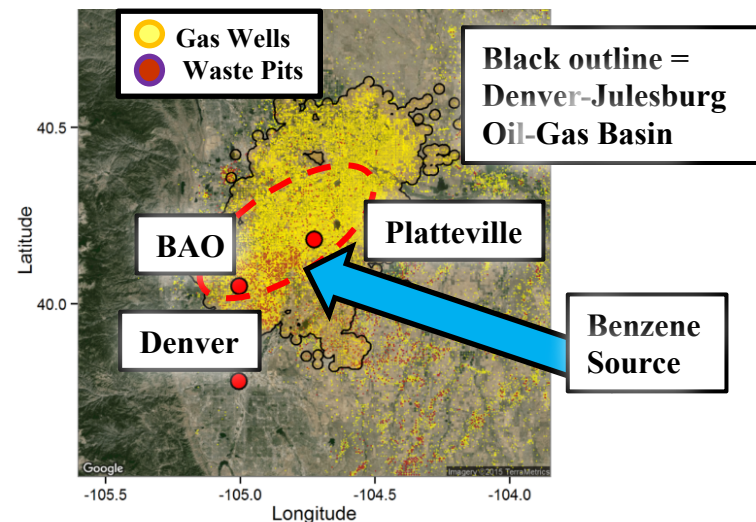 Gas Wells
Waste Pits
Black outline =
Denver-Julesburg
Oil-Gas Basin
40.5
40.0
Latitude
BAO
Platteville
Denver
Benzene
Source
Google
Imagery ©2015 TerraMetrics
-105.5
-105.0
-104.5
-104.0
Longitude